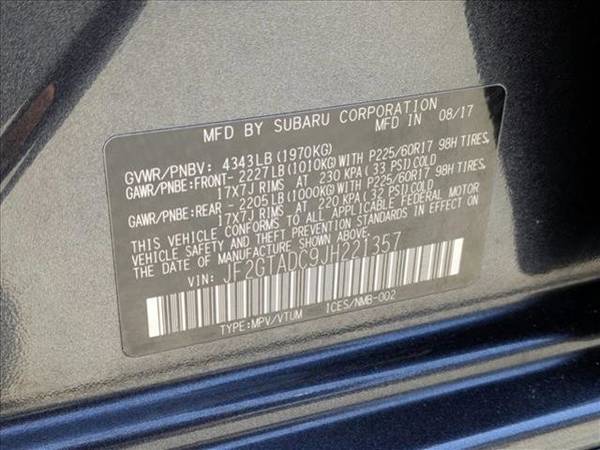 MFD BY SUBARU CORPORATION
MFD IN 08/17
GVWR/PNBV: 4343LB (1970KG)
GAWR/PNBE:FRONT- 2227LB (1010KG) WITH P225/60R17 98H TIRES,
17X7J RIMS AT 230 KPA (33 PSI) COLD
GAWR/PNBE:REAR - 2205LB (1000KG) WITH P225/60R17 98H TIRES,
17X7J RIMS AT 220 KPA (32 PSI) COLD
THIS VEHICLE CONFORMS TO ALL APPLICABLE FEDERAL MOTOR
VEHICLE SAFETY AND THEFT PREVENTION STANDARDS IN EFFECT ON
THE DATE OF MANUFACTURE SHOWN ABOVE.
VIN: JF2GTADC9JH221357
TYPE:MPV/VTUM ICES/NMB-002